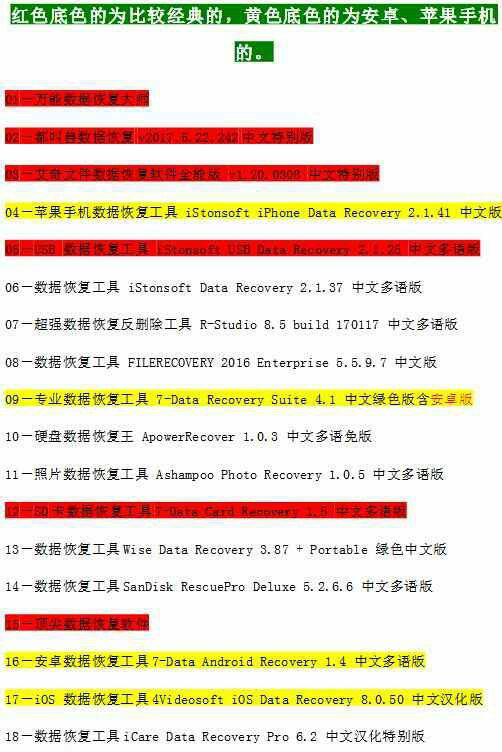 红色底色的为比较经典的，黄色底色的为安卓、苹果手机
的。
01—万能数据恢复大师
02—都叫兽数据恢复 v2017.5.22.242 中文特别版
03—艾奇文件数据恢复软件全能版 v1.20.0308 中文特别版
04—苹果手机数据恢复工具 iStonsoft iPhone Data Recovery 2.1.41 中文版
05—USB 数据恢复工具 iStonsoft USB Data Recovery 2.1.26 中文多语版
06—数据恢复工具 iStonsoft Data Recovery 2.1.37 中文多语版
07—超强数据恢复反删除工具 R-Studio 8.5 build 170117 中文多语版
08—数据恢复工具 FILERECOVERY 2016 Enterprise 5.5.9.7 中文版
09—专业数据恢复工具 7-Data Recovery Suite 4.1 中文绿色版含安卓版
10—硬盘数据恢复王 ApowerRecover 1.0.3 中文多语免版
11—照片数据恢复工具 Ashampoo Photo Recovery 1.0.5 中文多语版
12—SD 卡数据恢复工具 7-Data Card Recovery 1.5 中文多语版
13—数据恢复工具 Wise Data Recovery 3.87 + Portable 绿色中文版
14—数据恢复工具 SanDisk RescuePro Deluxe 5.2.6.6 中文多语版
15—顶尖数据恢复软件
16—安卓数据恢复工具 7-Data Android Recovery 1.4 中文多语版
17—iOS 数据恢复工具 4Videosoft iOS Data Recovery 8.0.50 中文汉化版
18—数据恢复工具 iCare Data Recovery Pro 6.2 中文汉化特别版